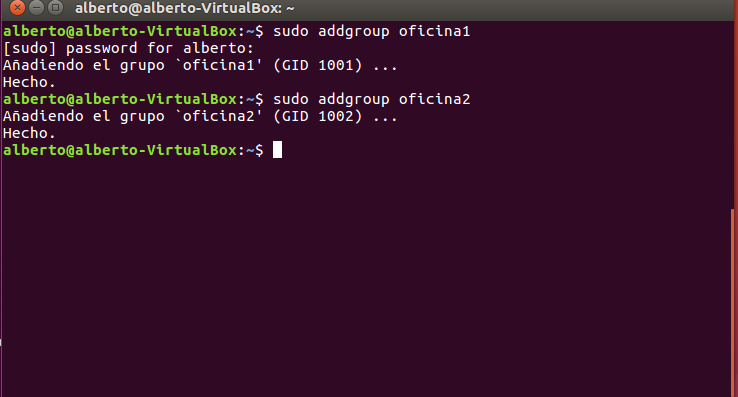 alberto@alberto-VirtualBox: ~
alberto@alberto-VirtualBox:~$ sudo addgroup oficina1
[sudo] password for alberto:
Añadiendo el grupo `oficina1' (GID 1001) ...
Hecho.
alberto@alberto-VirtualBox:~$ sudo addgroup oficina2
Añadiendo el grupo `oficina2' (GID 1002) ...
Hecho.
alberto@alberto-VirtualBox:~$